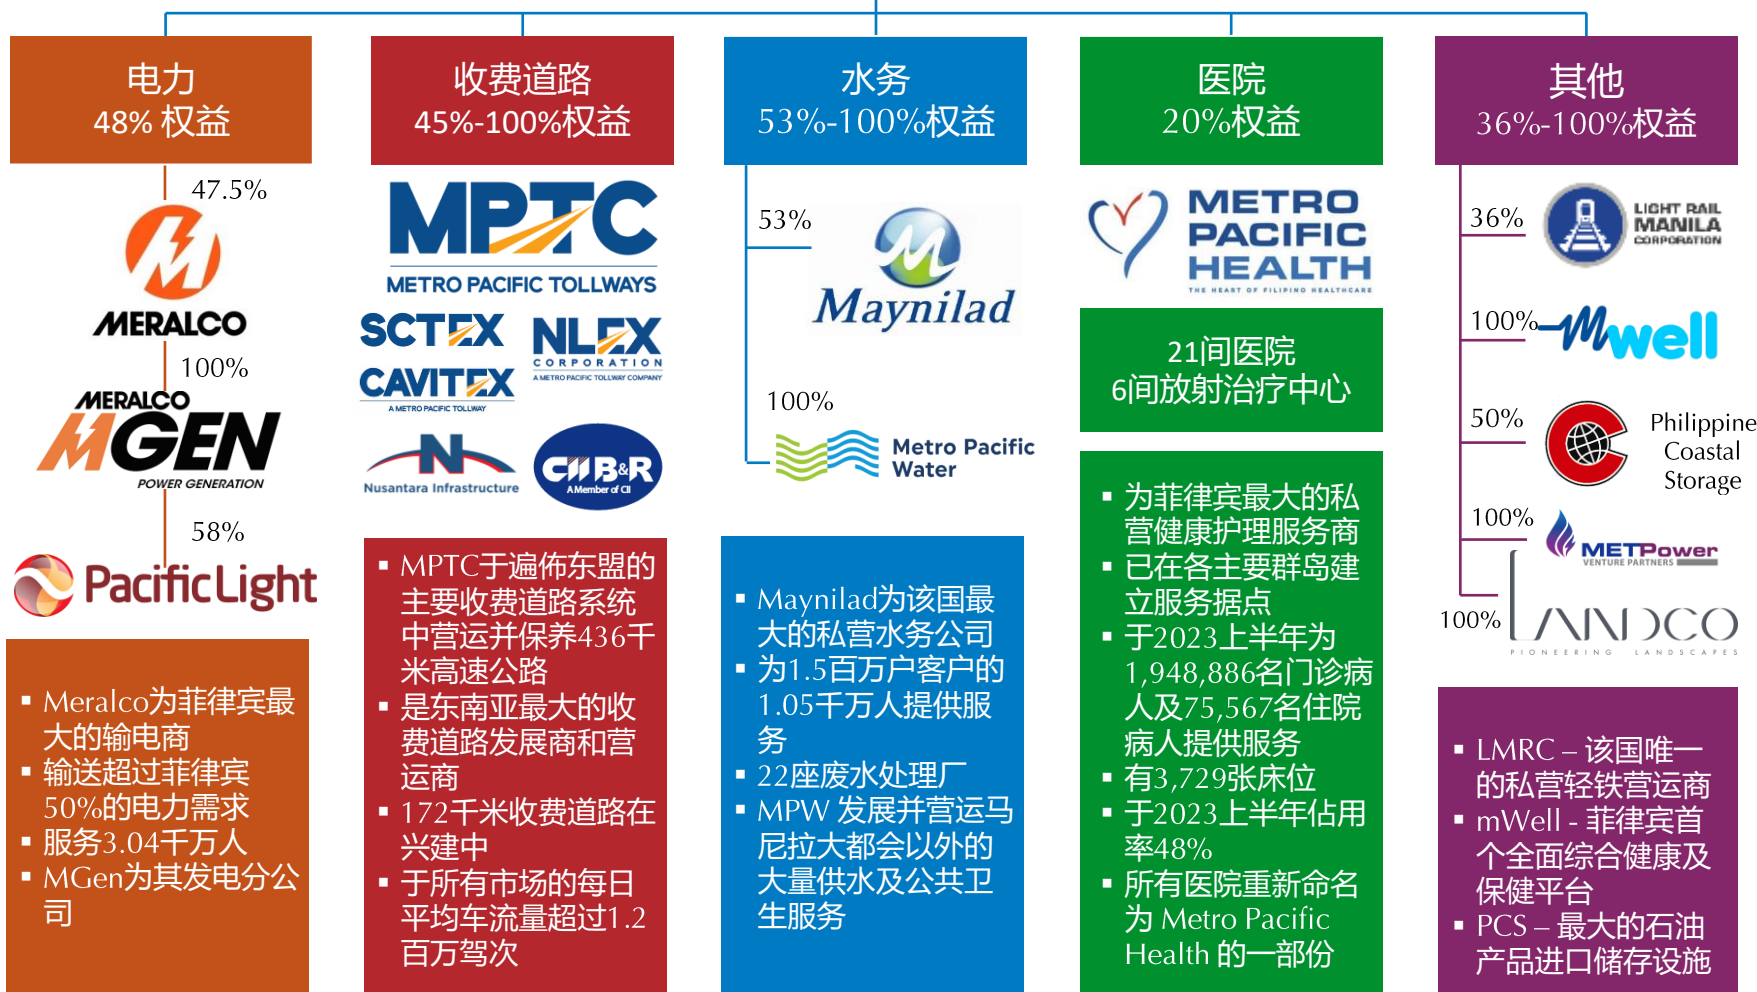 电力
48% 权益
47.5%
MERALCO
100%
MERALCO
MGEN
POWER GENERATION
58%
PacificLight
▪ Meralco为菲律宾最
大的输电商
▪ 输送超过菲律宾
50%的电力需求
▪ 服务3.04千万人
▪ MGen为其发电分公
司
收费道路
45%-100%权益
MPTC
METRO PACIFIC TOLLWAYS
SCTEX
NLEX
CORPORATION
A METRO PACIFIC TOLLWAY COMPANY
CAVITEX
A METRO PACIFIC TOLLWAY
N
Nusantara Infrastructure
CII B&R
A Member of CII
▪ MPTC于遍佈东盟的
主要收费道路系统
中营运并保养436千
米高速公路
▪ 是东南亚最大的收
费道路发展商和营
运商
▪ 172千米收费道路在
兴建中
▪ 于所有市场的每日
平均车流量超过1.2
百万驾次
水务
53%-100%权益
53%
Maynilad
100%
Metro Pacific
Water
▪ Maynilad为该国最
大的私营水务公司
▪ 为1.5百万户客户的
1.05千万人提供服
务
▪ 22座废水处理厂
▪ MPW 发展并营运马
尼拉大都会以外的
大量供水及公共卫
生服务
医院
20%权益
METRO
PACIFIC
HEALTH
THE HEART OF FILIPINO HEALTHCARE
21间医院
6间放射治疗中心
▪ 为菲律宾最大的私
营健康护理服务商
▪ 已在各主要群岛建
立服务据点
▪ 于2023上半年为
1,948,886名门诊病
人及75,567名住院
病人提供服务
▪ 有3,729张床位
▪ 于2023上半年佔用
率48%
▪ 所有医院重新命名
为 Metro Pacific
Health 的一部份
其他
36%-100%权益
36%
LIGHT RAIL
MANILA
CORPORATION
100%
mwell
50%
Philippine
Coastal
Storage
100%
METPower
VENTURE PARTNERS
100%
LANDCO
PIONEERING LANDSCAPES
▪ LMRC – 该国唯一
的私营轻铁营运商
▪ mWell - 菲律宾首
个全面综合健康及
保健平台
▪ PCS – 最大的石油
产品进口储存设施